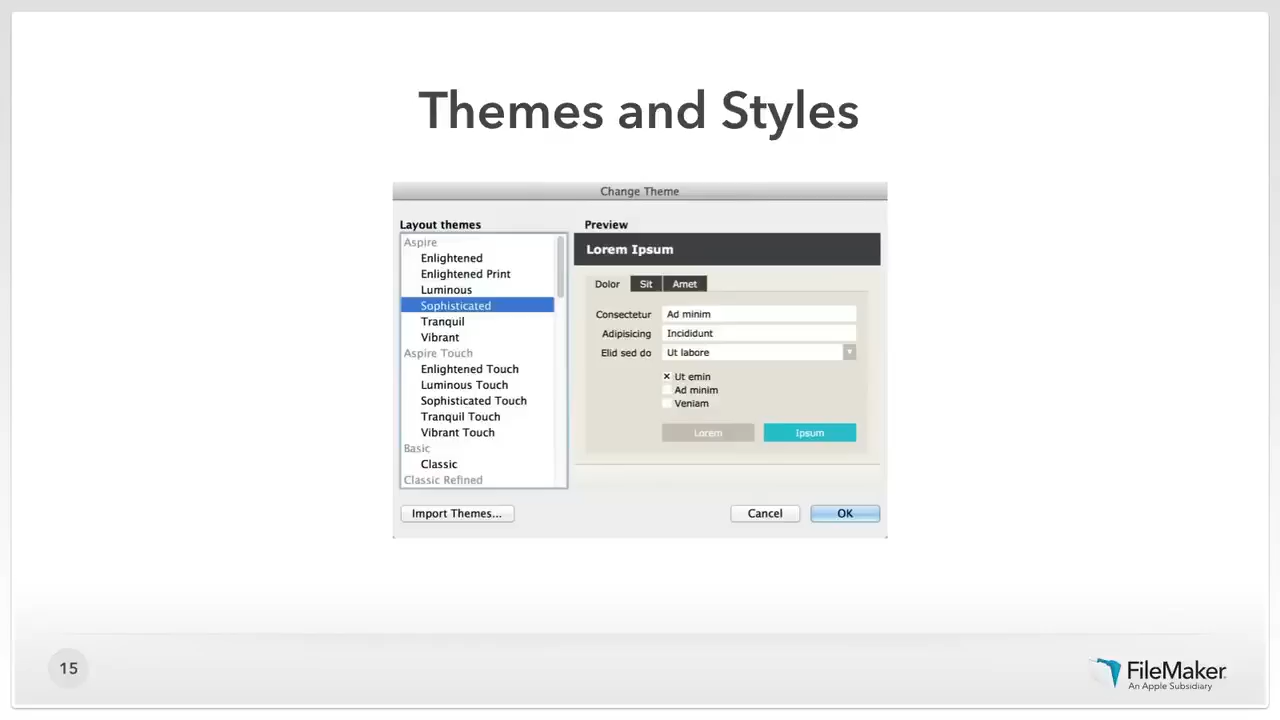 Themes and Styles
Change Theme
Layout themes
Aspire
Enlightened
Enlightened Print
Luminous
Sophisticated
Tranquil
Vibrant
Aspire Touch
Enlightened Touch
Luminous Touch
Sophisticated Touch
Tranquil Touch
Vibrant Touch
Basic
Classic
Classic Refined
Import Themes...
Preview
Lorem Ipsum
Dolor Sit Amet
Consectetur Ad minim
Adipisicing Incididunt
Elid sed do Ut labore
Ut emin
Ad minim
Veniam
Lorem Ipsum
Cancel OK
15
FileMaker
An Apple Subsidiary